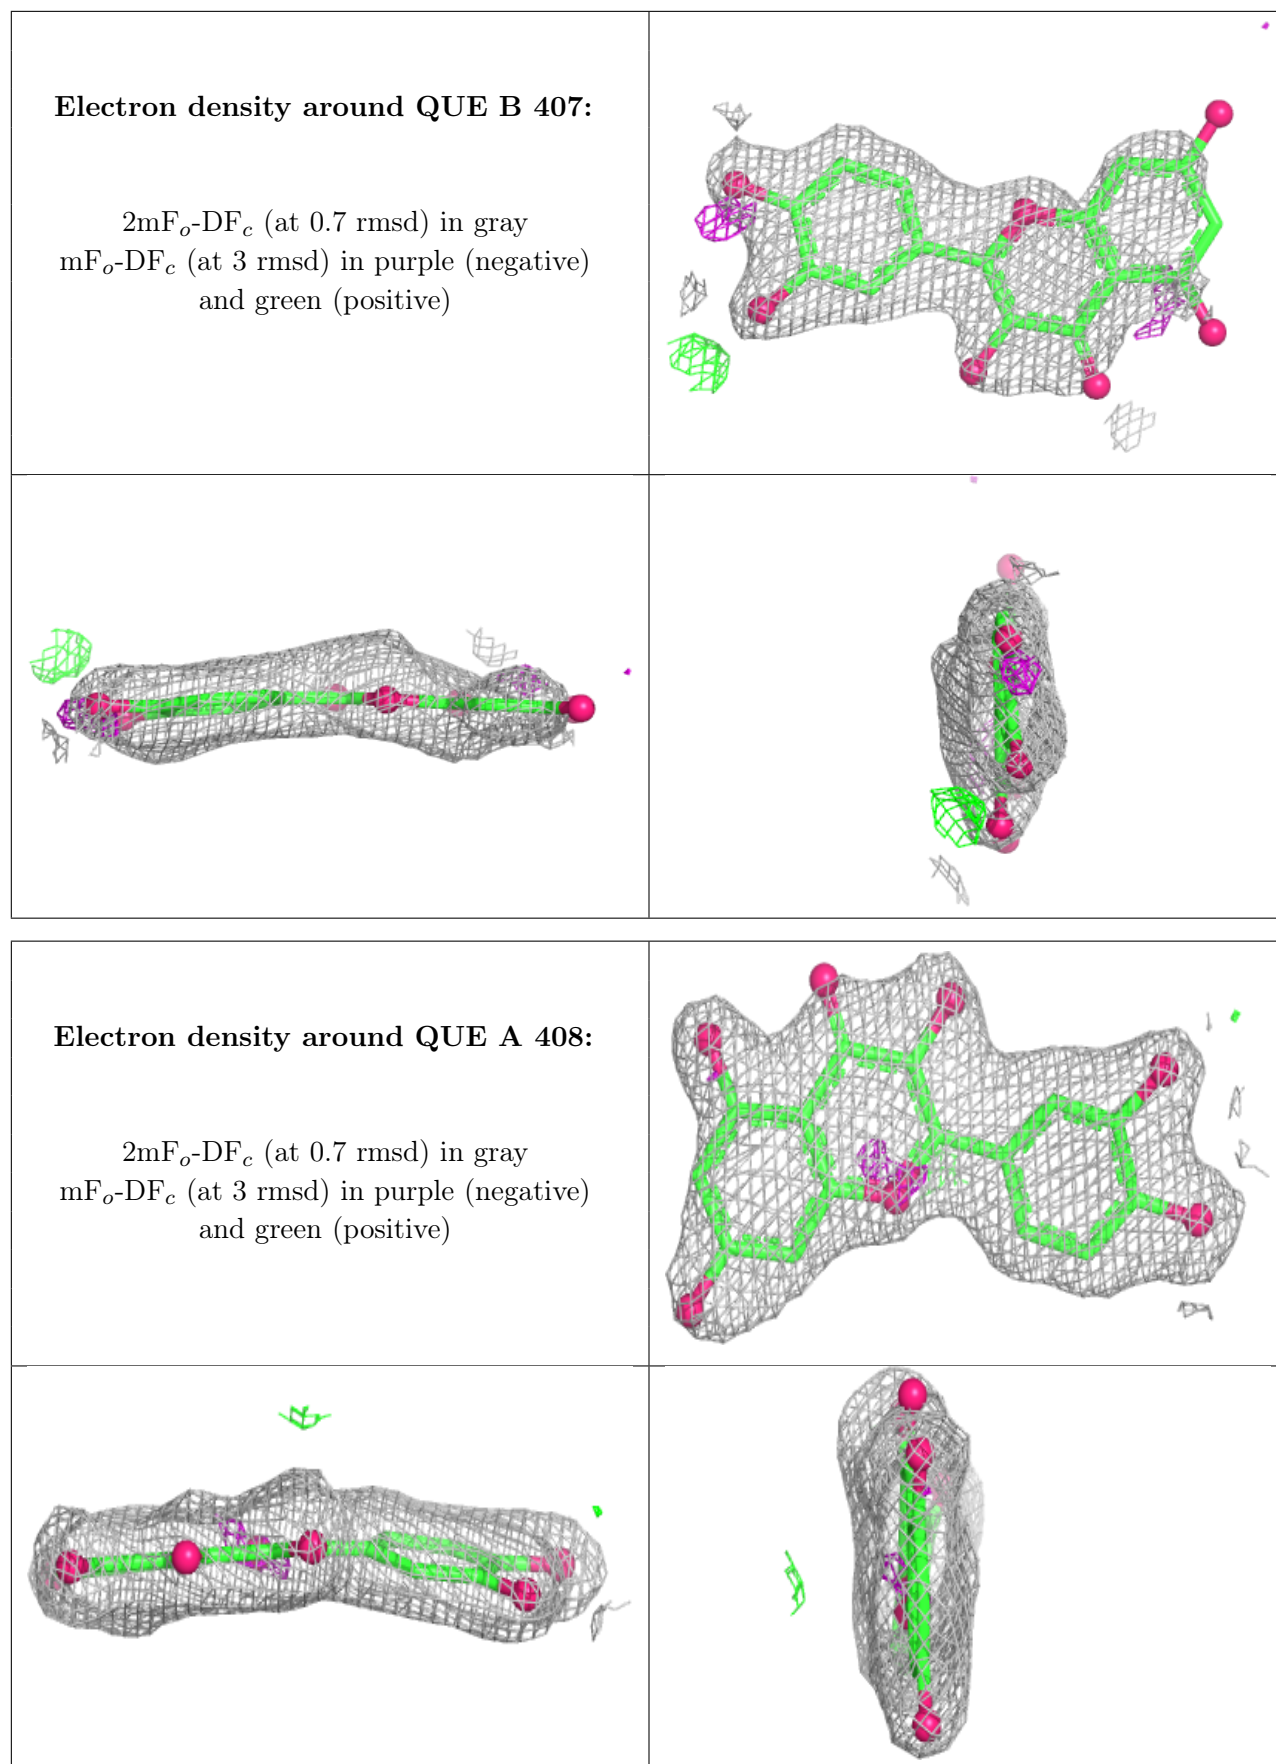 Electron density around QUE B 407:
2mFₒ-DF𝒸 (at 0.7 rmsd) in gray
mFₒ-DF𝒸 (at 3 rmsd) in purple (negative)
and green (positive)
Electron density around QUE A 408:
2mFₒ-DF𝒸 (at 0.7 rmsd) in gray
mFₒ-DF𝒸 (at 3 rmsd) in purple (negative)
and green (positive)